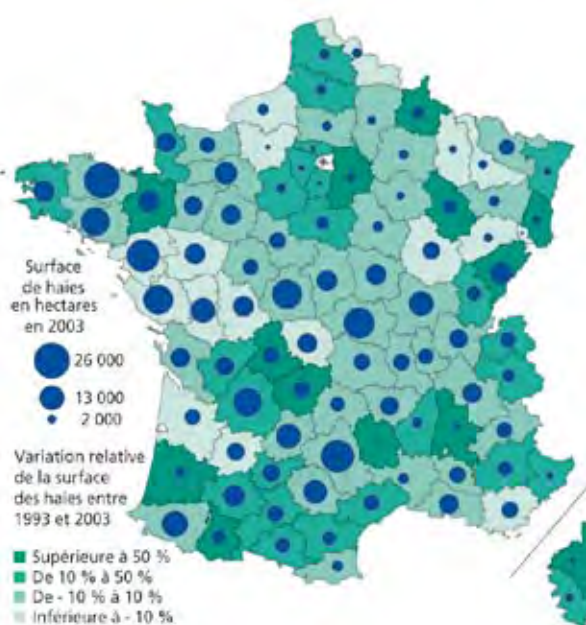 Surface
de haies
en hectares
en 2003
26 000
13 000
2 000
Variation relative
de la surface
des haies entre
1993 et 2003
Supérieure à 50 %
De 10 % à 50 %
De - 10 % à 10 %
Inférieure à - 10 %